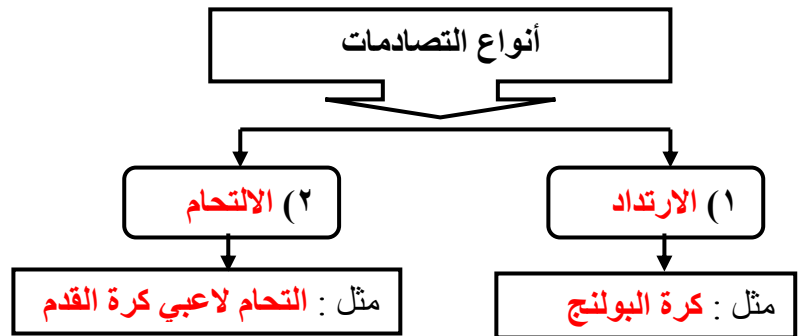 أنواع التصادمات
١) الارتداد
٢) الالتحام
مثل : كرة البولنج
مثل : التحام لاعبي كرة القدم